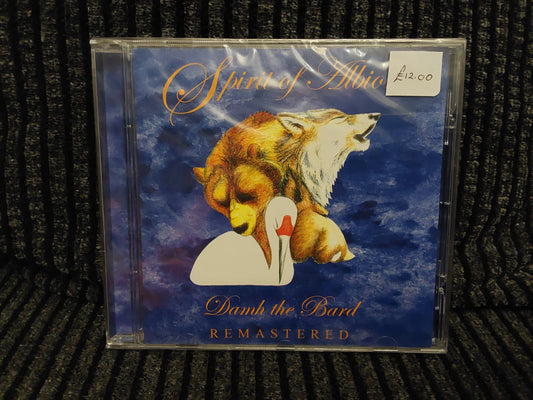 Spirit of Albio
£12.00
Damh the Bard
REMASTERED